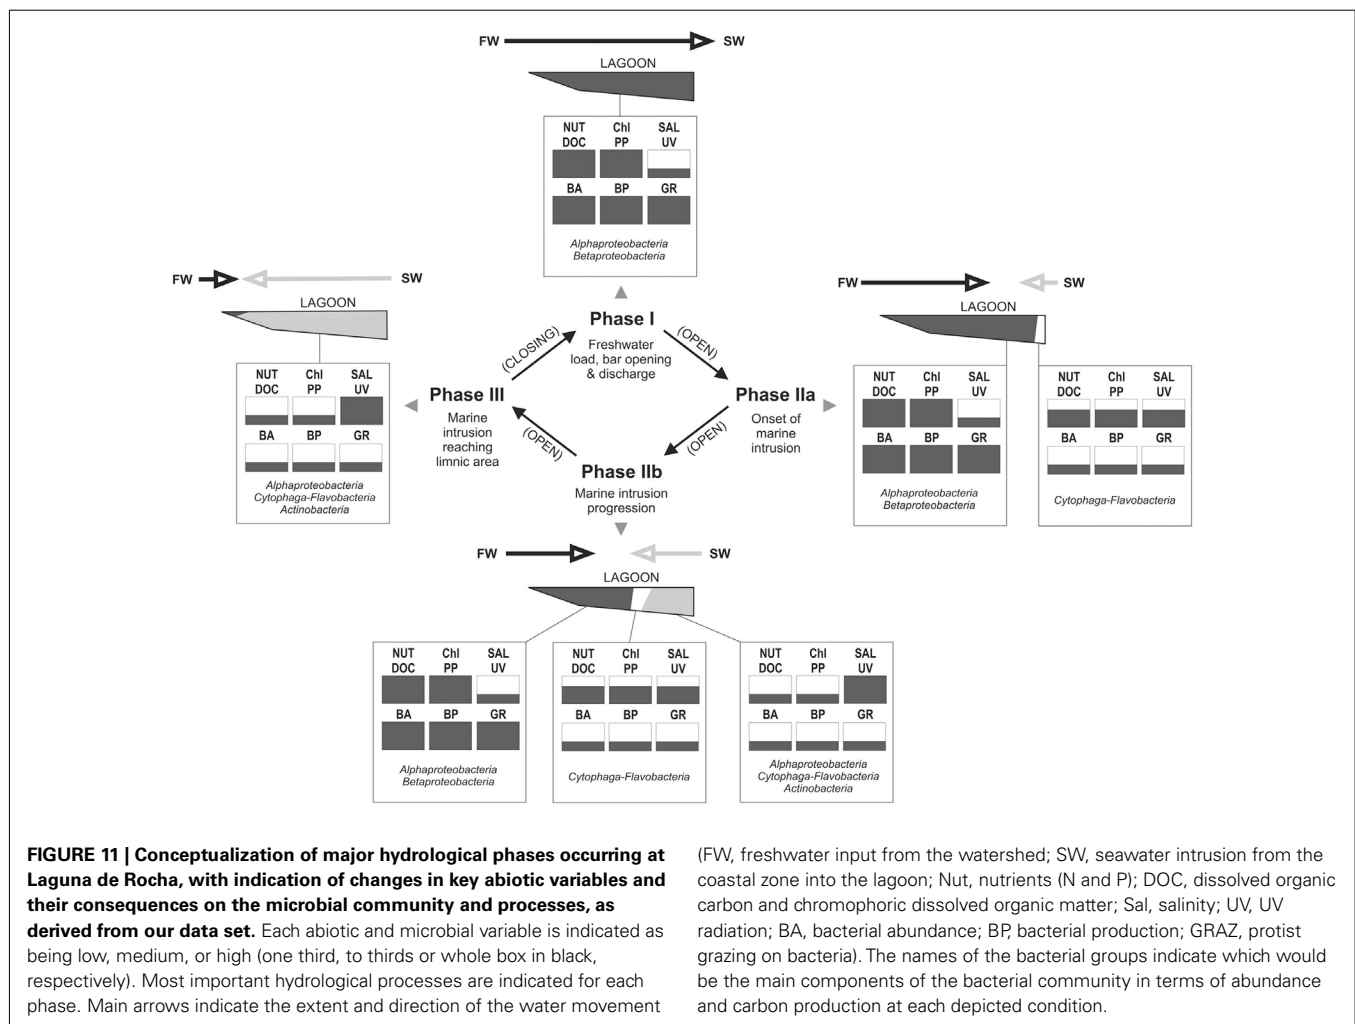 FW
SW
LAGOON
NUT Chl SAL
DOC PP UV
BA BP GR
Alphaproteobacteria
Betaproteobacteria
FW
SW
LAGOON
NUT Chl SAL
DOC PP UV
BA BP GR
Alphaproteobacteria
Cytophaga-Flavobacteria
Actinobacteria
Phase I
Freshwater
load, bar opening
& discharge
(CLOSING)
(OPEN)
Phase III
Marine
intrusion
reaching
limnic area
Phase IIa
Onset of
marine
intrusion
(OPEN)
(OPEN)
Phase IIb
Marine intrusion
progression
FW
SW
LAGOON
NUT Chl SAL
DOC PP UV
BA BP GR
Alphaproteobacteria
Betaproteobacteria
NUT Chl SAL
DOC PP UV
BA BP GR
Cytophaga-Flavobacteria
FW
SW
LAGOON
NUT Chl SAL
DOC PP UV
BA BP GR
Alphaproteobacteria
Betaproteobacteria
NUT Chl SAL
DOC PP UV
BA BP GR
Cytophaga-Flavobacteria
NUT Chl SAL
DOC PP UV
BA BP GR
Alphaproteobacteria
Cytophaga-Flavobacteria
Actinobacteria
FIGURE 11 | Conceptualization of major hydrological phases occurring at
Laguna de Rocha, with indication of changes in key abiotic variables and
their consequences on the microbial community and processes, as
derived from our data set. Each abiotic and microbial variable is indicated as
being low, medium, or high (one third, to thirds or whole box in black,
respectively). Most important hydrological processes are indicated for each
phase. Main arrows indicate the extent and direction of the water movement
(FW, freshwater input from the watershed; SW, seawater intrusion from the
coastal zone into the lagoon; Nut, nutrients (N and P); DOC, dissolved organic
carbon and chromophoric dissolved organic matter; Sal, salinity; UV, UV
radiation; BA, bacterial abundance; BP, bacterial production; GRAZ, protist
grazing on bacteria). The names of the bacterial groups indicate which would
be the main components of the bacterial community in terms of abundance
and carbon production at each depicted condition.